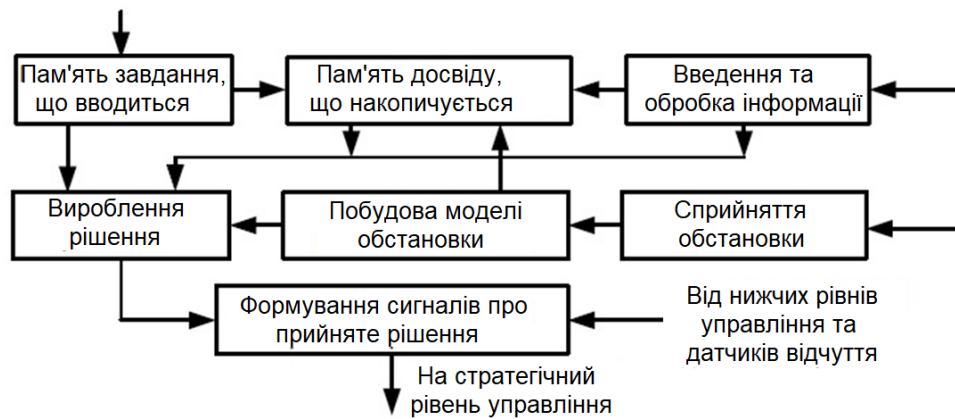 Пам'ять завдання,
що вводиться
Пам'ять досвіду,
що накопичується
Введення та
обробка інформації
Вироблення
рішення
Побудова моделі
обстановки
Сприйняття
обстановки
Формування сигналів про
прийняте рішення
Від нижчих рівнів
управління та
датчиків відчуття
На стратегічний
рівень управління